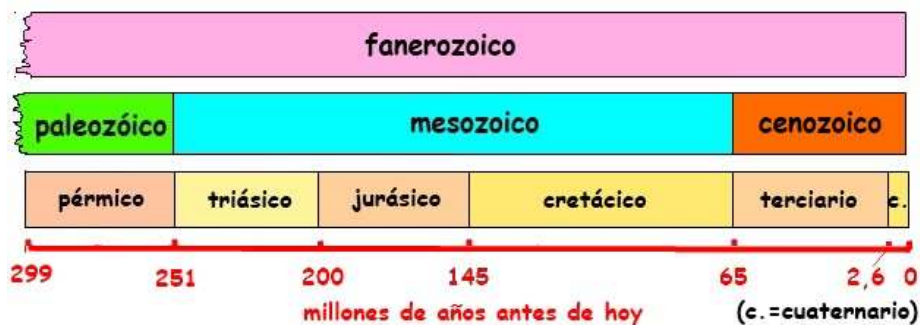 fanerozoico
paleozóico mesozoico cenozoico
pérmico triásico jurásico cretácico terciario c.
299 251 200 145 65 2,6 0
millones de años antes de hoy (c.=cuaternario)